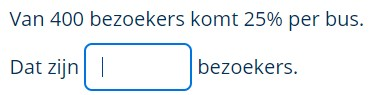 Van 400 bezoekers komt 25% per bus.
Dat zijn bezoekers.